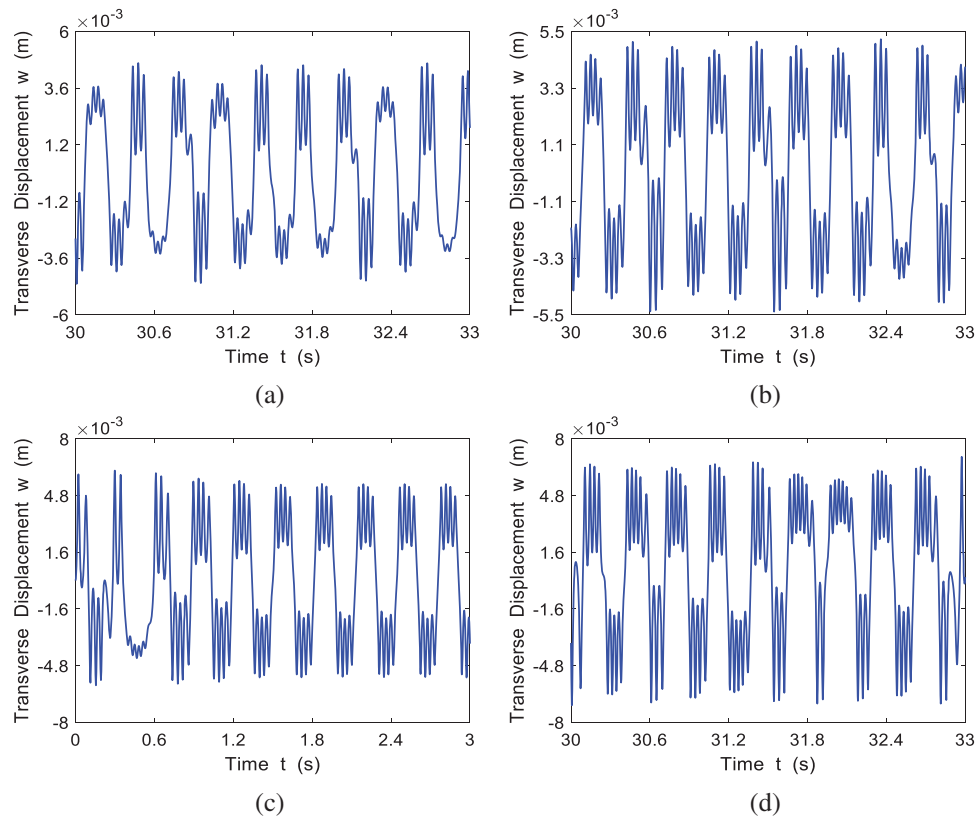 ×10-3
6
3.6
1.2
-1.2
-3.6
-6
Transverse Displacement w (m)
30 30.6 31.2 31.8 32.4 33
Time t (s)
(a)
×10-3
5.5
3.3
1.1
-1.1
-3.3
-5.5
Transverse Displacement w (m)
30 30.6 31.2 31.8 32.4 33
Time t (s)
(b)
×10-3
8
4.8
1.6
-1.6
-4.8
-8
Transverse Displacement w (m)
0 0.6 1.2 1.8 2.4 3
Time t (s)
(c)
×10-3
8
4.8
1.6
-1.6
-4.8
-8
Transverse Displacement w (m)
30 30.6 31.2 31.8 32.4 33
Time t (s)
(d)